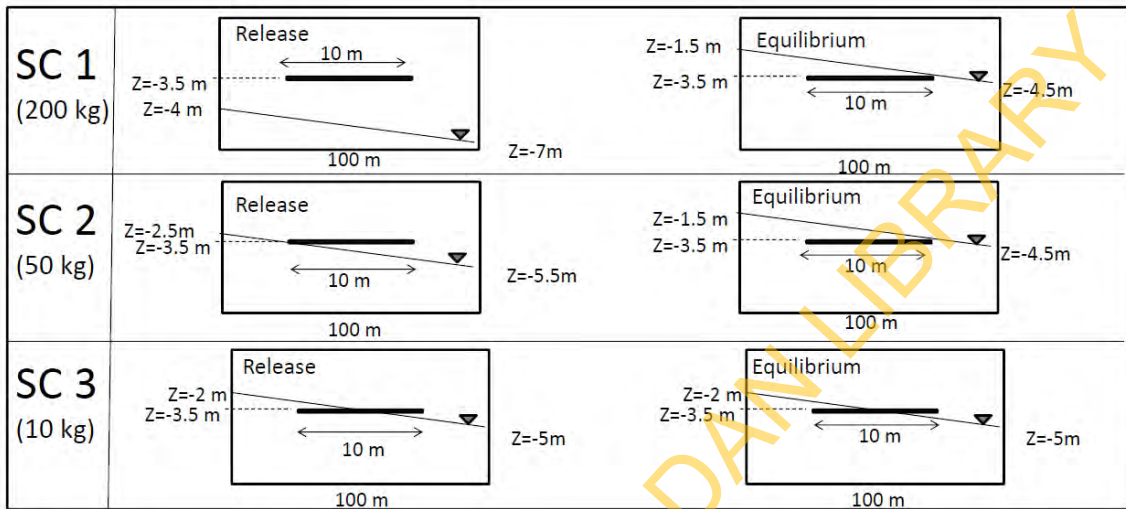 Release
Equilibrium
SC 1
(200 kg)
10 m
Z=-3.5 m
Z=-4 m
Z=-7m
100 m
Z=-1.5 m
Z=-3.5 m
10 m
Z=-4.5m
100 m
SC 2
(50 kg)
Release
Z=-2.5m
Z=-3.5 m
10 m
Z=-5.5m
100 m
Equilibrium
Z=-1.5 m
Z=-3.5 m
10 m
Z=-4.5m
100 m
SC 3
(10 kg)
Release
Z=-2 m
Z=-3.5 m
10 m
Z=-5m
100 m
Equilibrium
Z=-2 m
Z=-3.5 m
10 m
Z=-5m
100 m
DAN LIBRARY